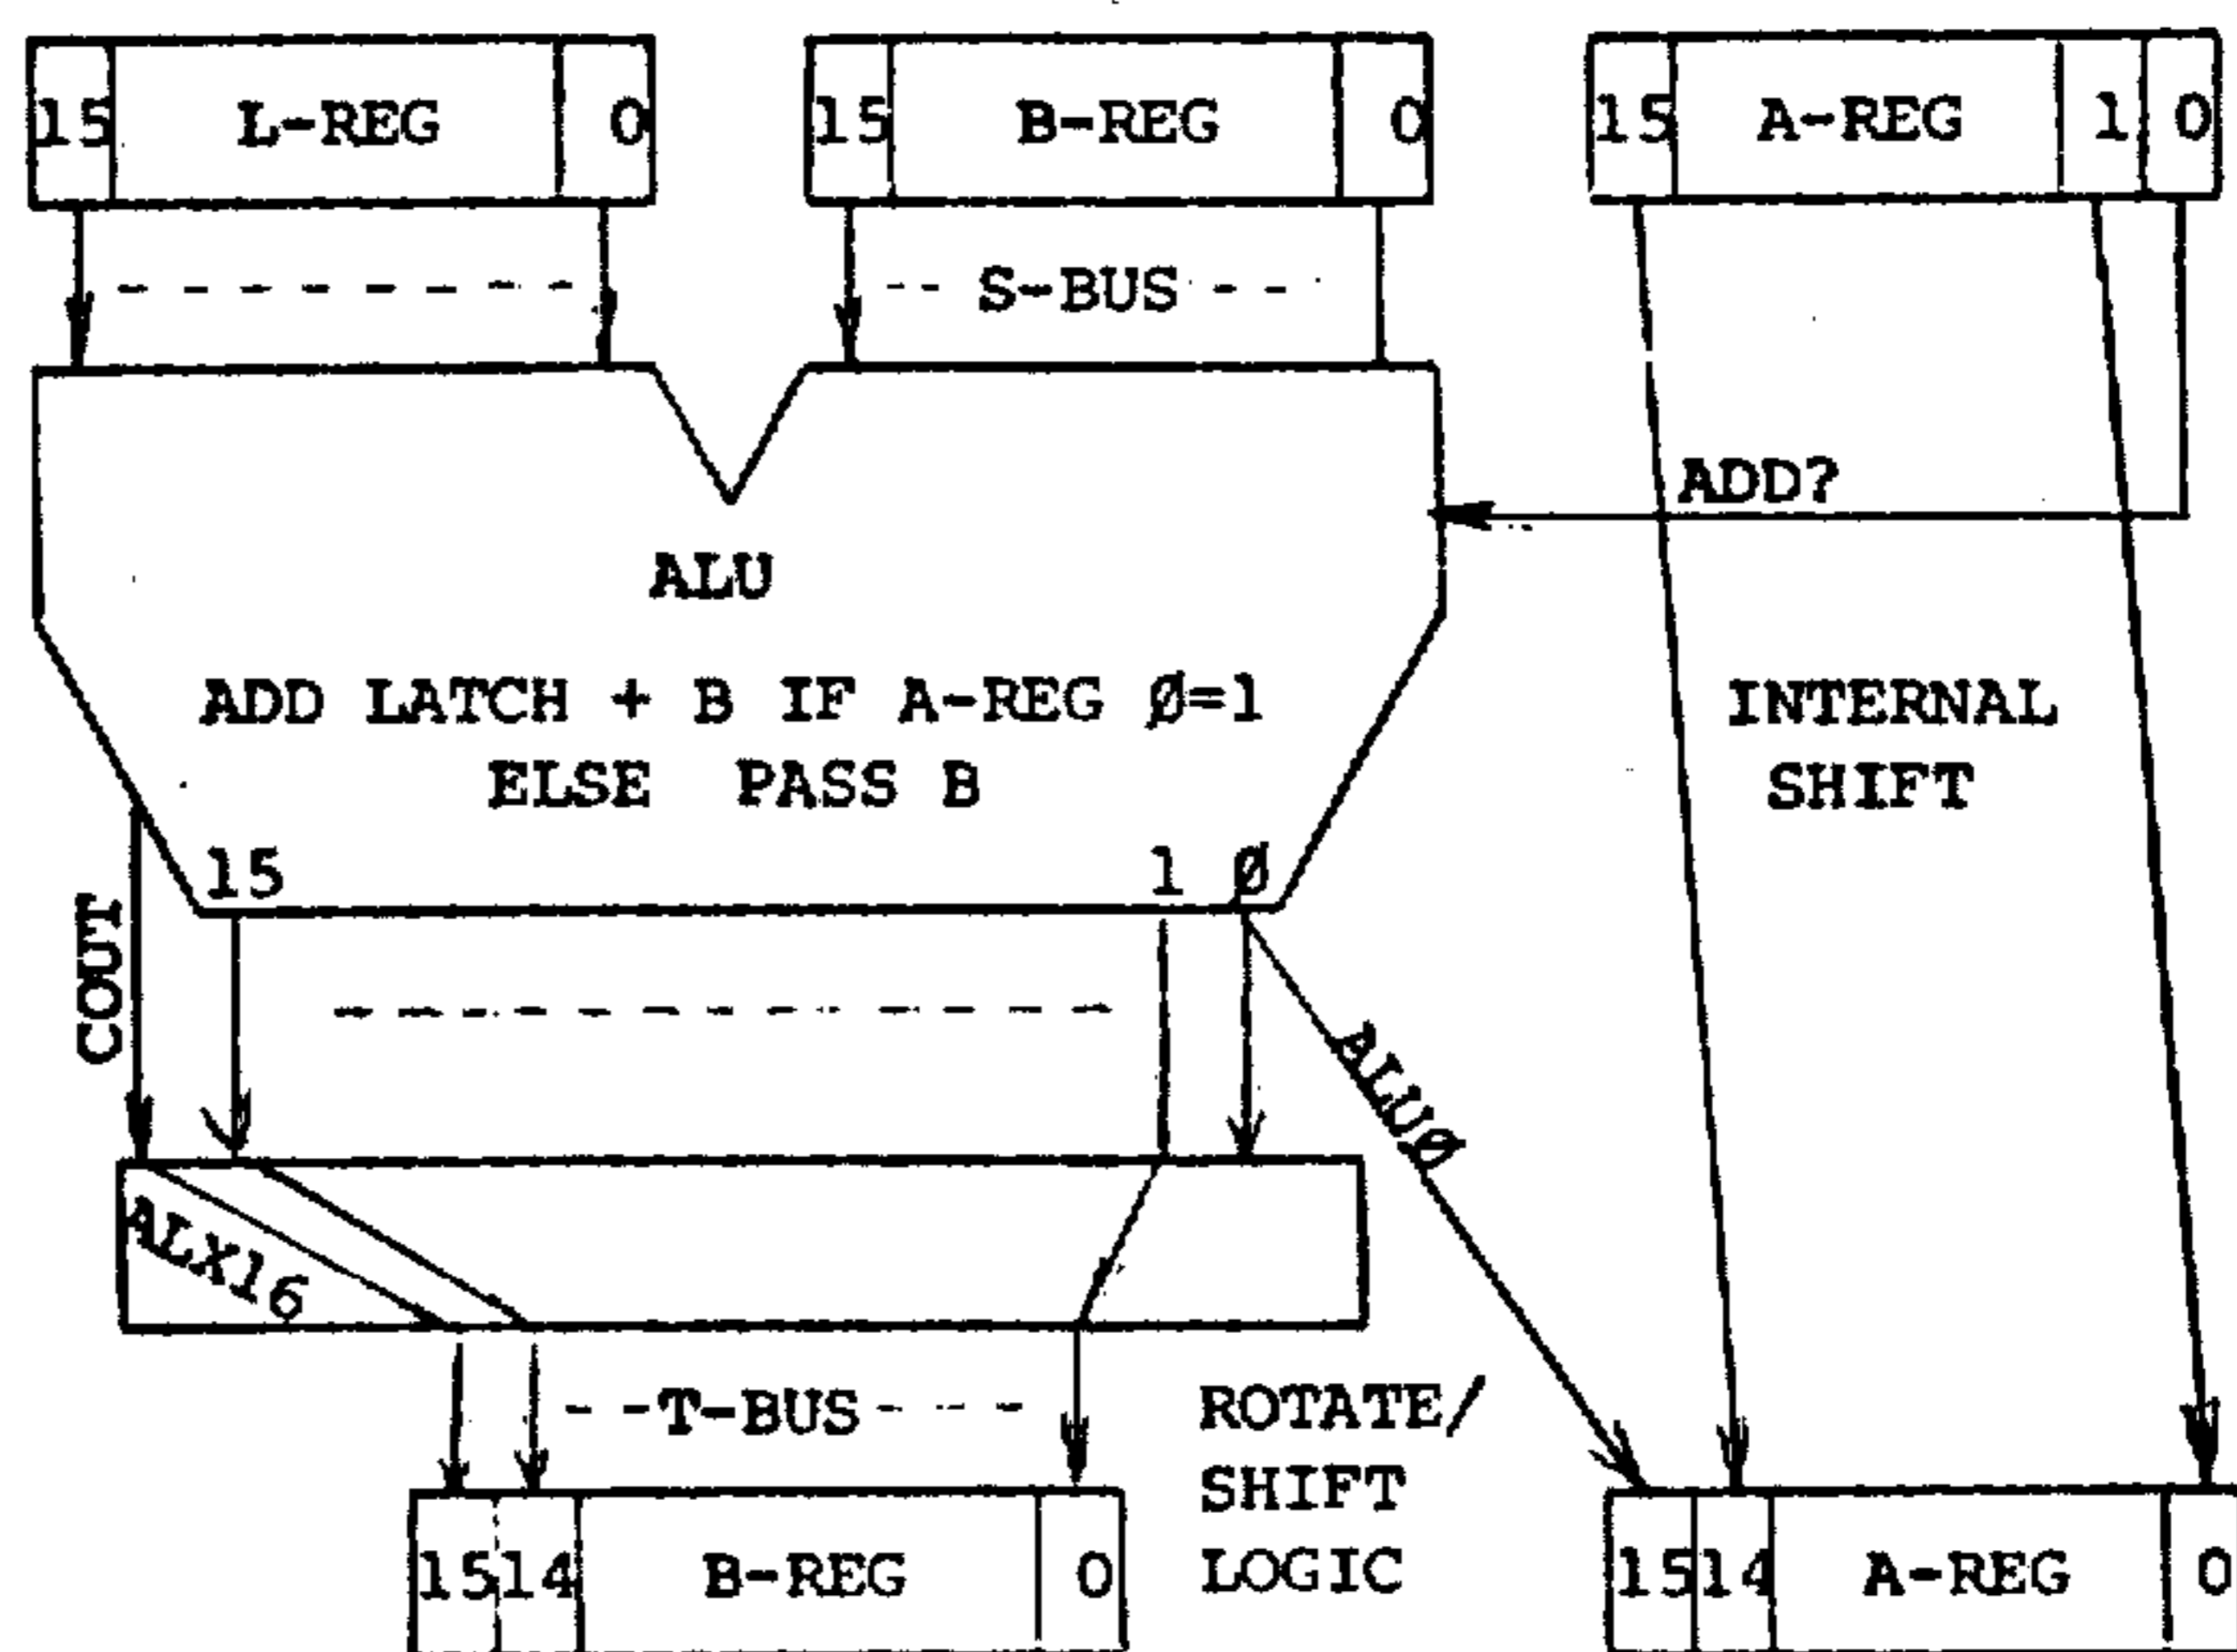 15 L-REG 0
15 B-REG 0
15 A-REG 1 0
S-BUS
ADD?
ALU
ADD LATCH + B IF A-REG Ø=1
ELSE PASS B
INTERNAL
SHIFT
15 1 Ø
COUT
ALUØ
ALX16
T-BUS
ROTATE/
SHIFT
LOGIC
15 14 B-REG 0
15 14 A-REG 0